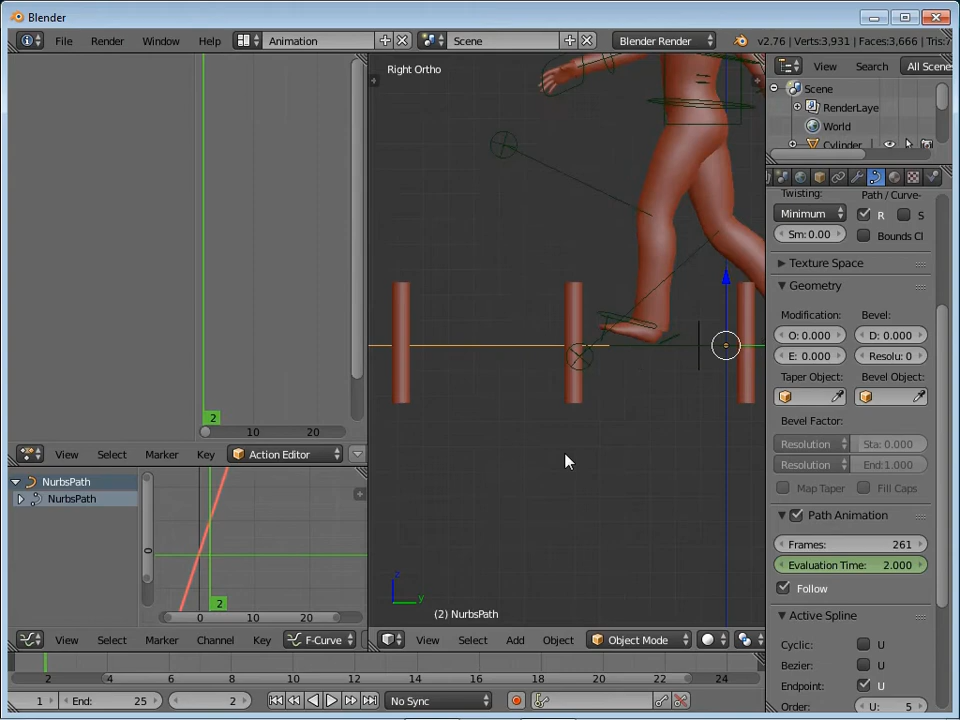 Blender
File Render Window Help Animation Scene Blender Render v2.76 | Verts:3,931 | Faces:3,666 | Tris:7
Right Ortho
View Search All Scene
Scene
RenderLaye
World
Cylinder
Twisting: Path / Curve-
Minimum R S
Sm: 0.00 Bounds Cl
Texture Space
Geometry
Modification: Bevel:
O: 0.000 D: 0.000
E: 0.000 Resolu: 0
Taper Object: Bevel Object:
Bevel Factor:
Resolution Sta: 0.000
Resolution End:1.000
Map Taper Fill Caps
Path Animation
Frames: 261
Evaluation Time: 2.000
Follow
Active Spline
Cyclic: U
Bezier: U
Endpoint: U
Order: U: 5
2
10 20
View Select Marker Key Action Editor
NurbsPath
NurbsPath
0
2
0 10 20
View Select Marker Channel Key F-Curve
z
y
(2) NurbsPath
View Select Add Object Object Mode
2 4 6 8 10 12 14 16 18 20 22 24
1 End: 25 2 No Sync